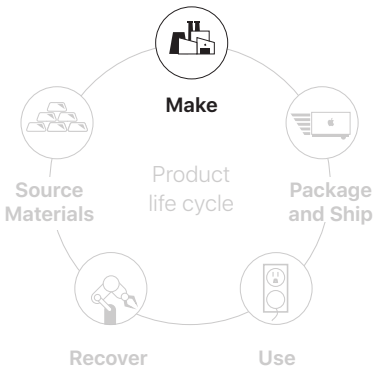 Make
Source
Materials
Product
life cycle
Package
and Ship
Recover
Use